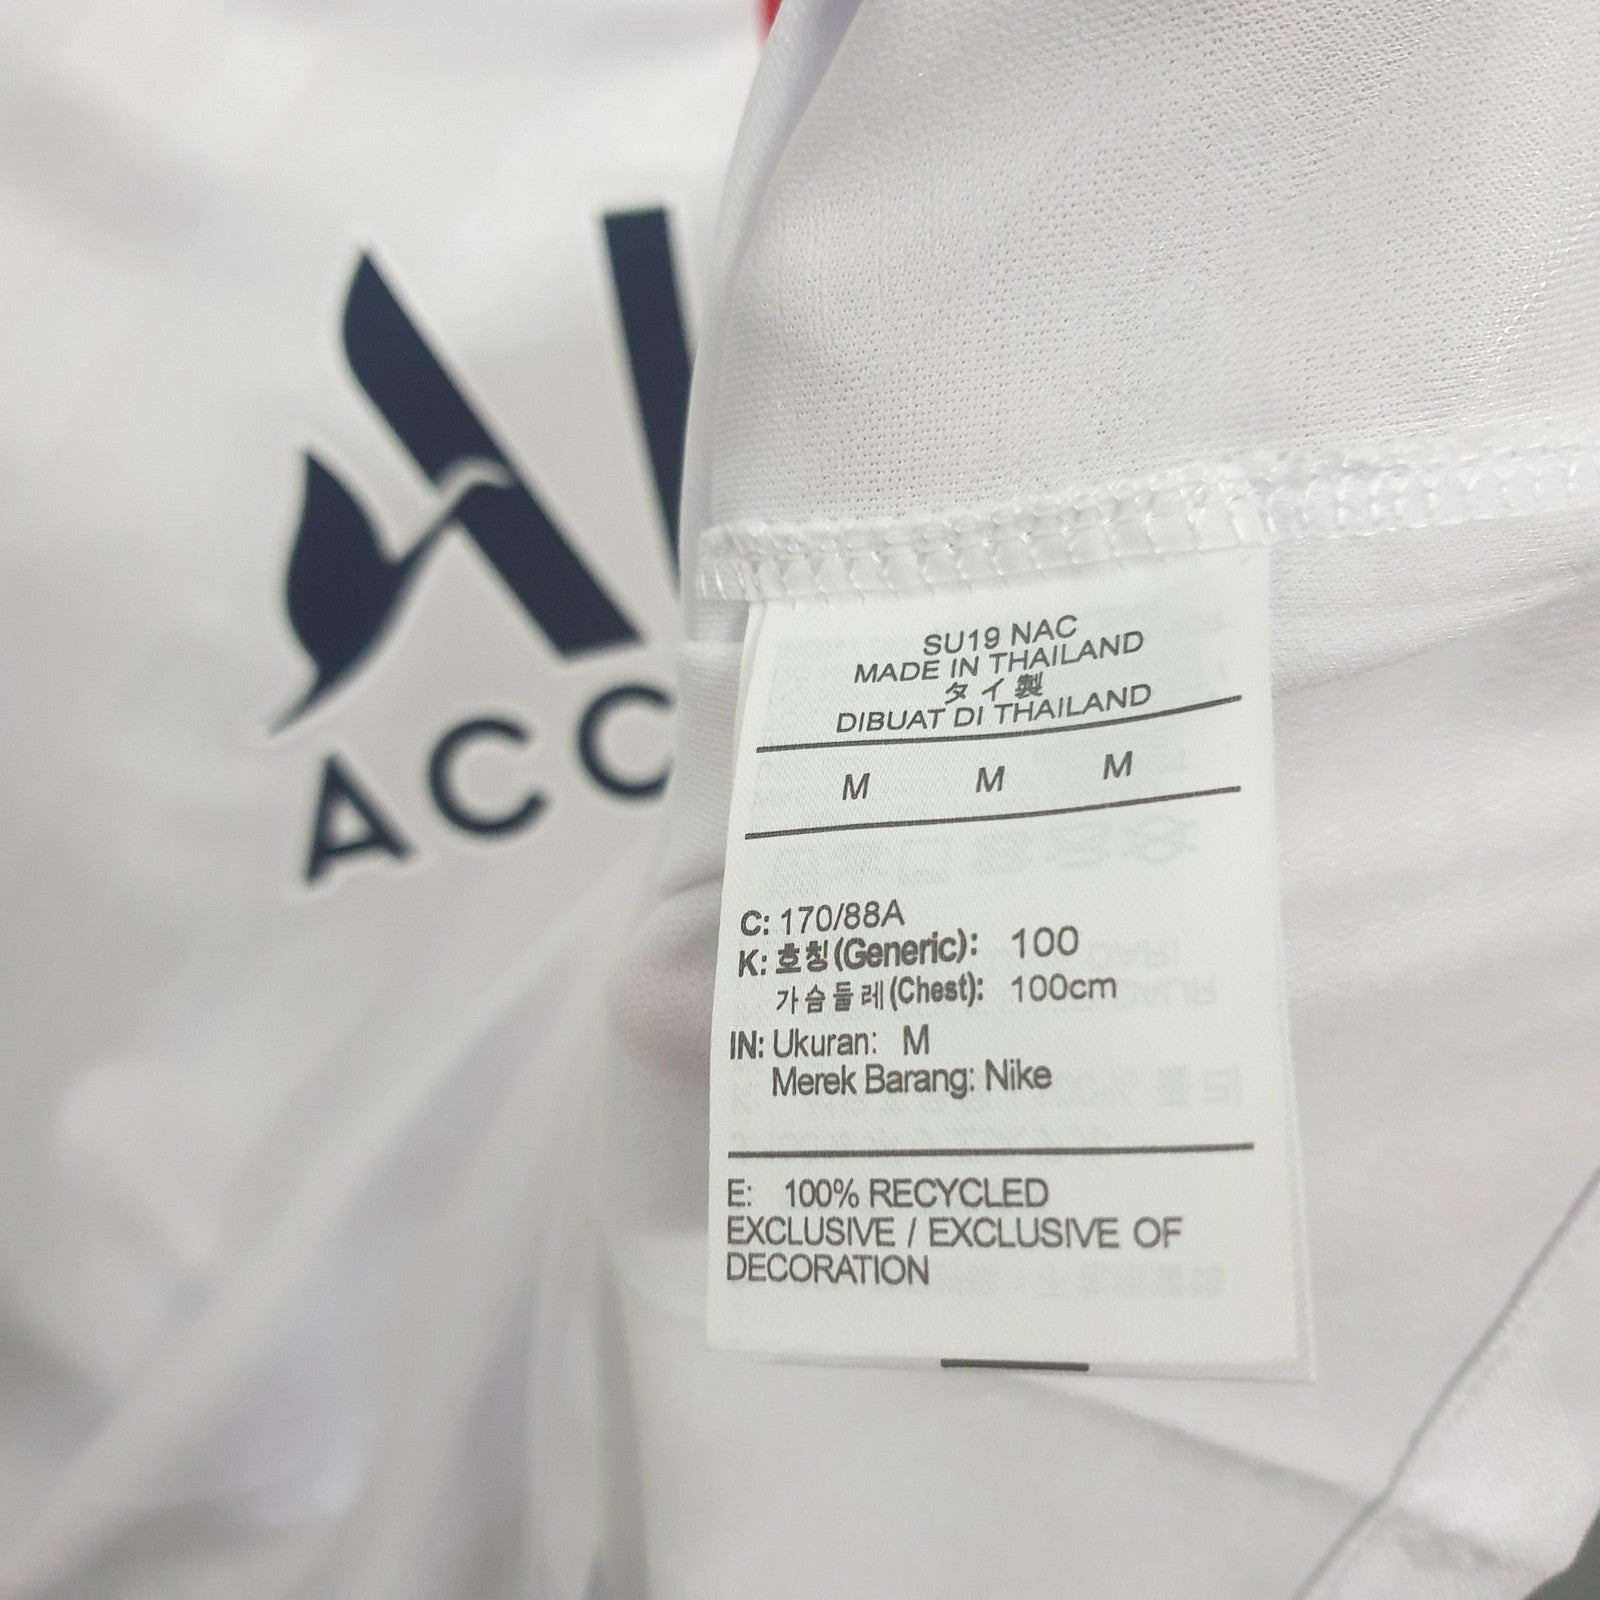 ACC
SU19 NAC
MADE IN THAILAND
タイ製
DIBUAT DI THAILAND
M M M
C: 170/88A
K: 호칭(Generic): 100
가슴둘레(Chest): 100cm
IN: Ukuran: M
Merek Barang: Nike
E: 100% RECYCLED
EXCLUSIVE / EXCLUSIVE OF
DECORATION